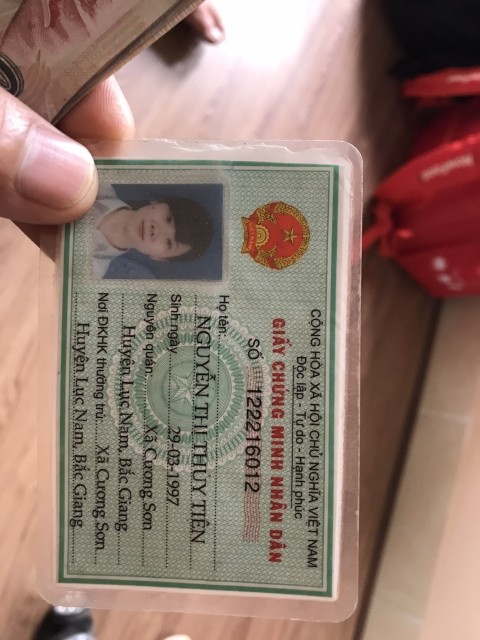 CỘNG HÒA XÃ HỘI CHỦ NGHĨA VIỆT NAM
Độc lập - Tự do - Hạnh phúc
GIẤY CHỨNG MINH NHÂN DÂN
SỐ 122216012
Họ tên: NGUYỄN THỊ THỦY TIÊN
Sinh ngày 29-03-1997
Nguyên quán: Xã Cương Sơn
Huyện Lục Nam, Bắc Giang
Nơi ĐKHK thường trú: Xã Cương Sơn
Huyện Lục Nam, Bắc Giang